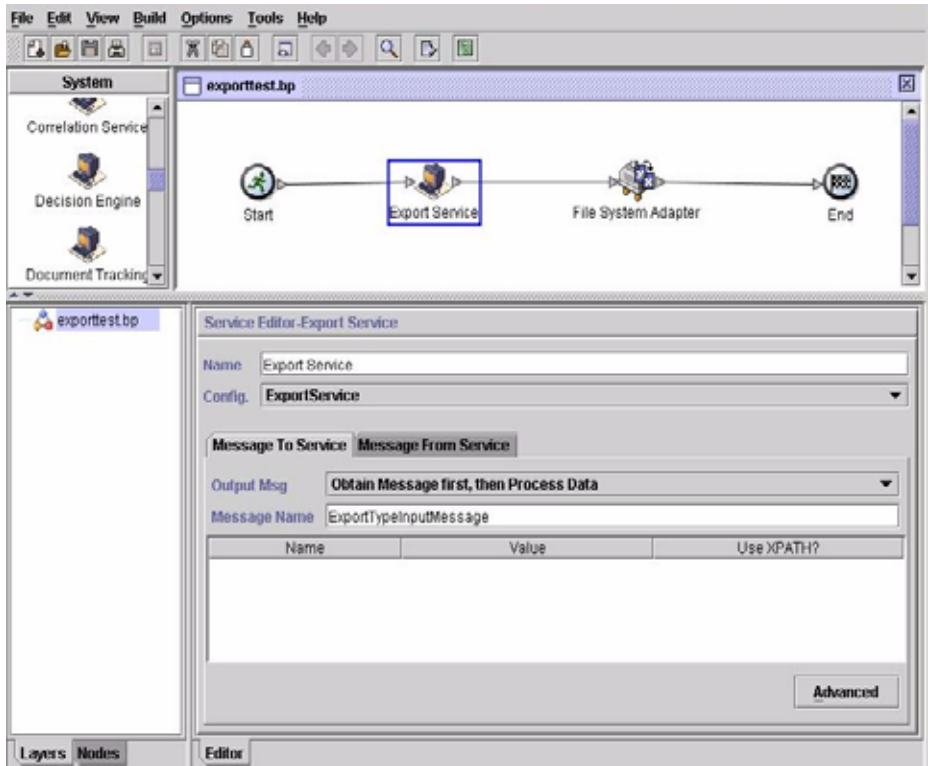 File Edit View Build Options Tools Help
System
exporttest.bp
Correlation Service
Decision Engine
Document Tracking
Start
Export Service
File System Adapter
End
exporttest.bp
Service Editor-Export Service
Name Export Service
Config. ExportService
Message To Service Message From Service
Output Msg Obtain Message first, then Process Data
Message Name ExportTypeInputMessage
Name Value Use XPATH?
Advanced
Layers Nodes
Editor